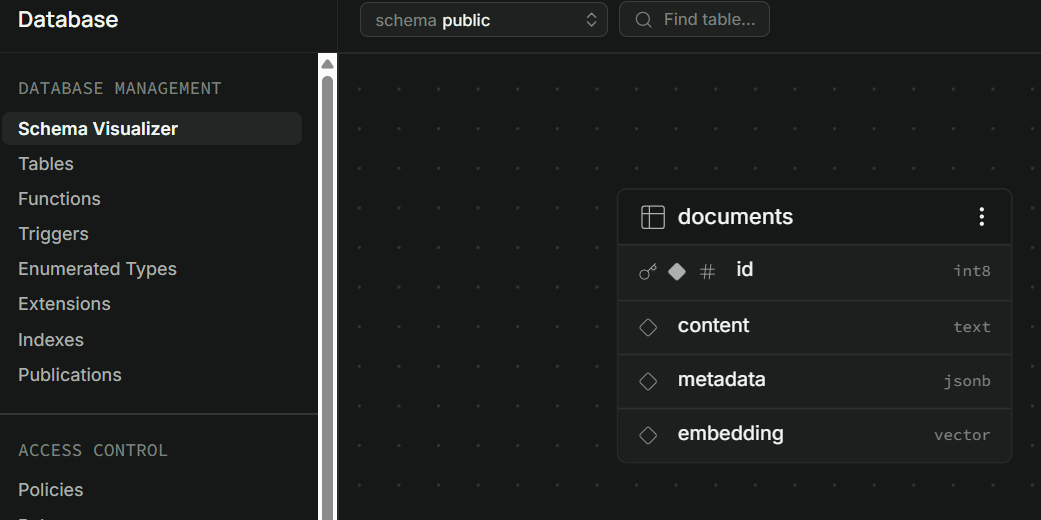 Database
schema public
Find table...
DATABASE MANAGEMENT
Schema Visualizer
Tables
Functions
Triggers
Enumerated Types
Extensions
Indexes
Publications
ACCESS CONTROL
Policies
documents
id int8
content text
metadata jsonb
embedding vector